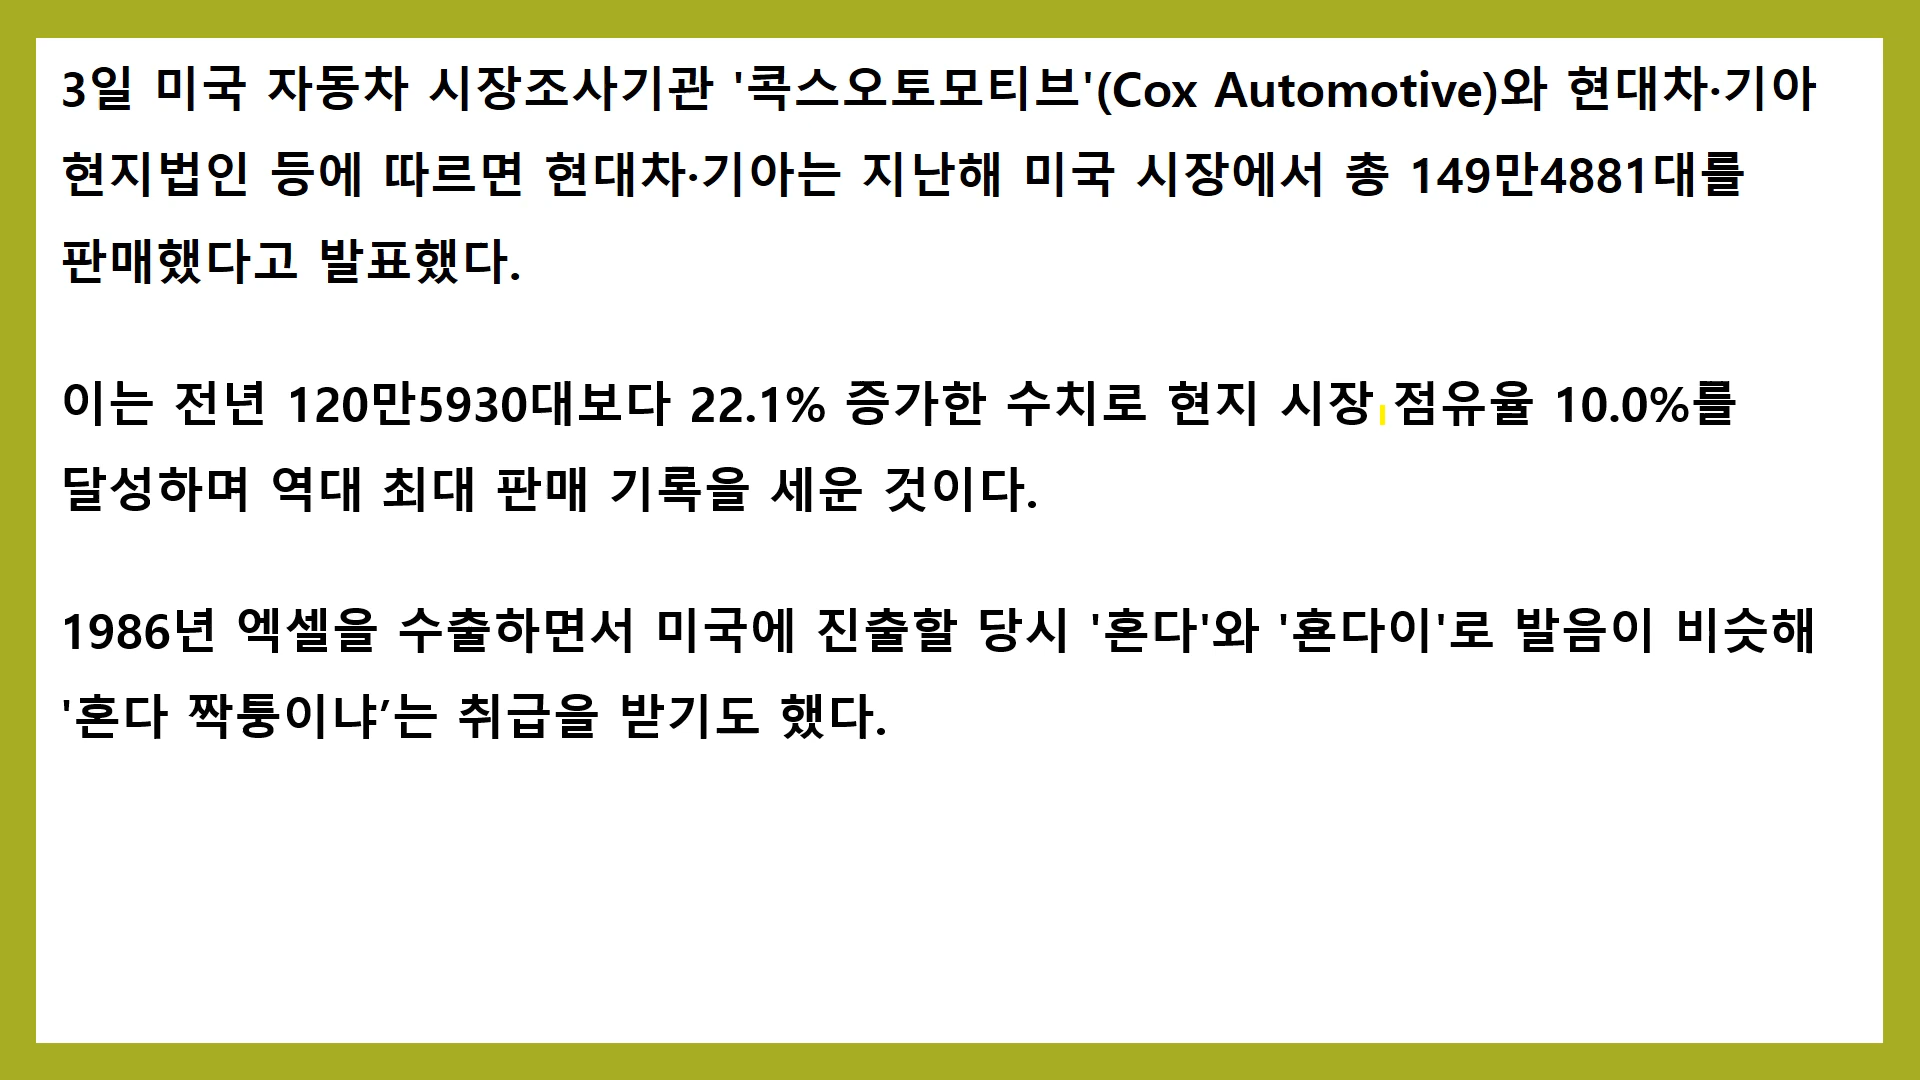 3일 미국 자동차 시장조사기관 '콕스오토모티브'(Cox Automotive)와 현대차·기아
현지법인 등에 따르면 현대차·기아는 지난해 미국 시장에서 총 149만4881대를
판매했다고 발표했다.
이는 전년 120만5930대보다 22.1% 증가한 수치로 현지 시장 점유율 10.0%를
달성하며 역대 최대 판매 기록을 세운 것이다.
1986년 엑셀을 수출하면서 미국에 진출할 당시 '혼다'와 '횬다이'로 발음이 비슷해
'혼다 짝퉁이냐’는 취급을 받기도 했다.